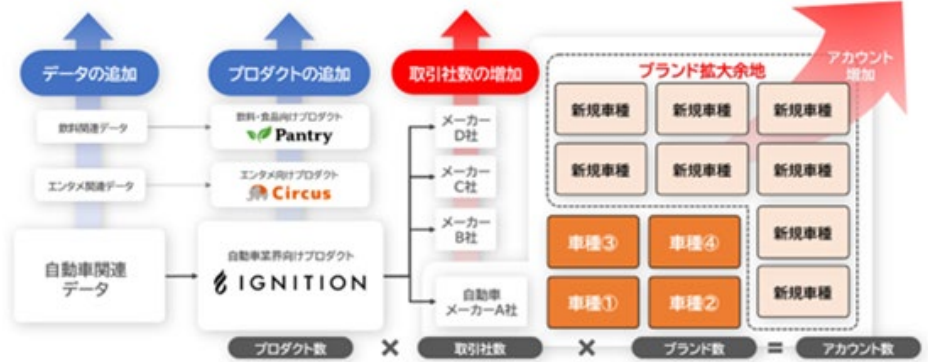 データの追加
プロダクトの追加
取引社数の増加
ブランド拡大余地
アカウント
増加
飲料関連データ
飲料・食品向けプロダクト
Pantry
エンタメ関連データ
エンタメ向けプロダクト
Circus
自動車関連
データ
自動車業界向けプロダクト
IGNITION
メーカー
D社
メーカー
C社
メーカー
B社
自動車
メーカーA社
新規車種
新規車種
新規車種
新規車種
新規車種
新規車種
車種③
車種④
新規車種
車種①
車種②
新規車種
プロダクト数
×
取引社数
×
ブランド数
=
アカウント数